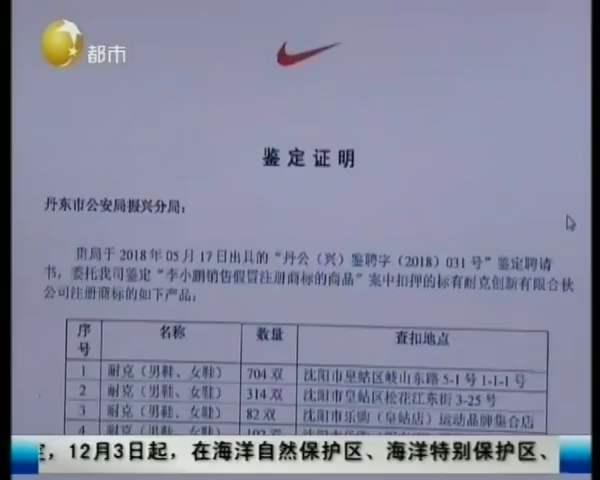 都市
鉴定证明
丹东市公安局振兴分局：
贵局于2018年05月17日出具的“丹公（兴）鉴聘字（2018）031号”鉴定聘请
书，委托我司鉴定“李小鹏销售假冒注册商标的商品”案中扣押的标有耐克创新有限合伙
公司注册商标的如下产品：
序号 名称 数量 查扣地点
1 耐克（男鞋、女鞋） 704双 沈阳市皇姑区岐山东路5-1号1-1-1号
2 耐克（男鞋、女鞋） 314双 沈阳市皇姑区松花江东街3-25号
3 耐克（男鞋、女鞋） 82双 沈阳市乐购（皇姑店）运动品牌集合店
4 耐克（男鞋、女鞋）
定，12月3日起，在海洋自然保护区、海洋特别保护区、